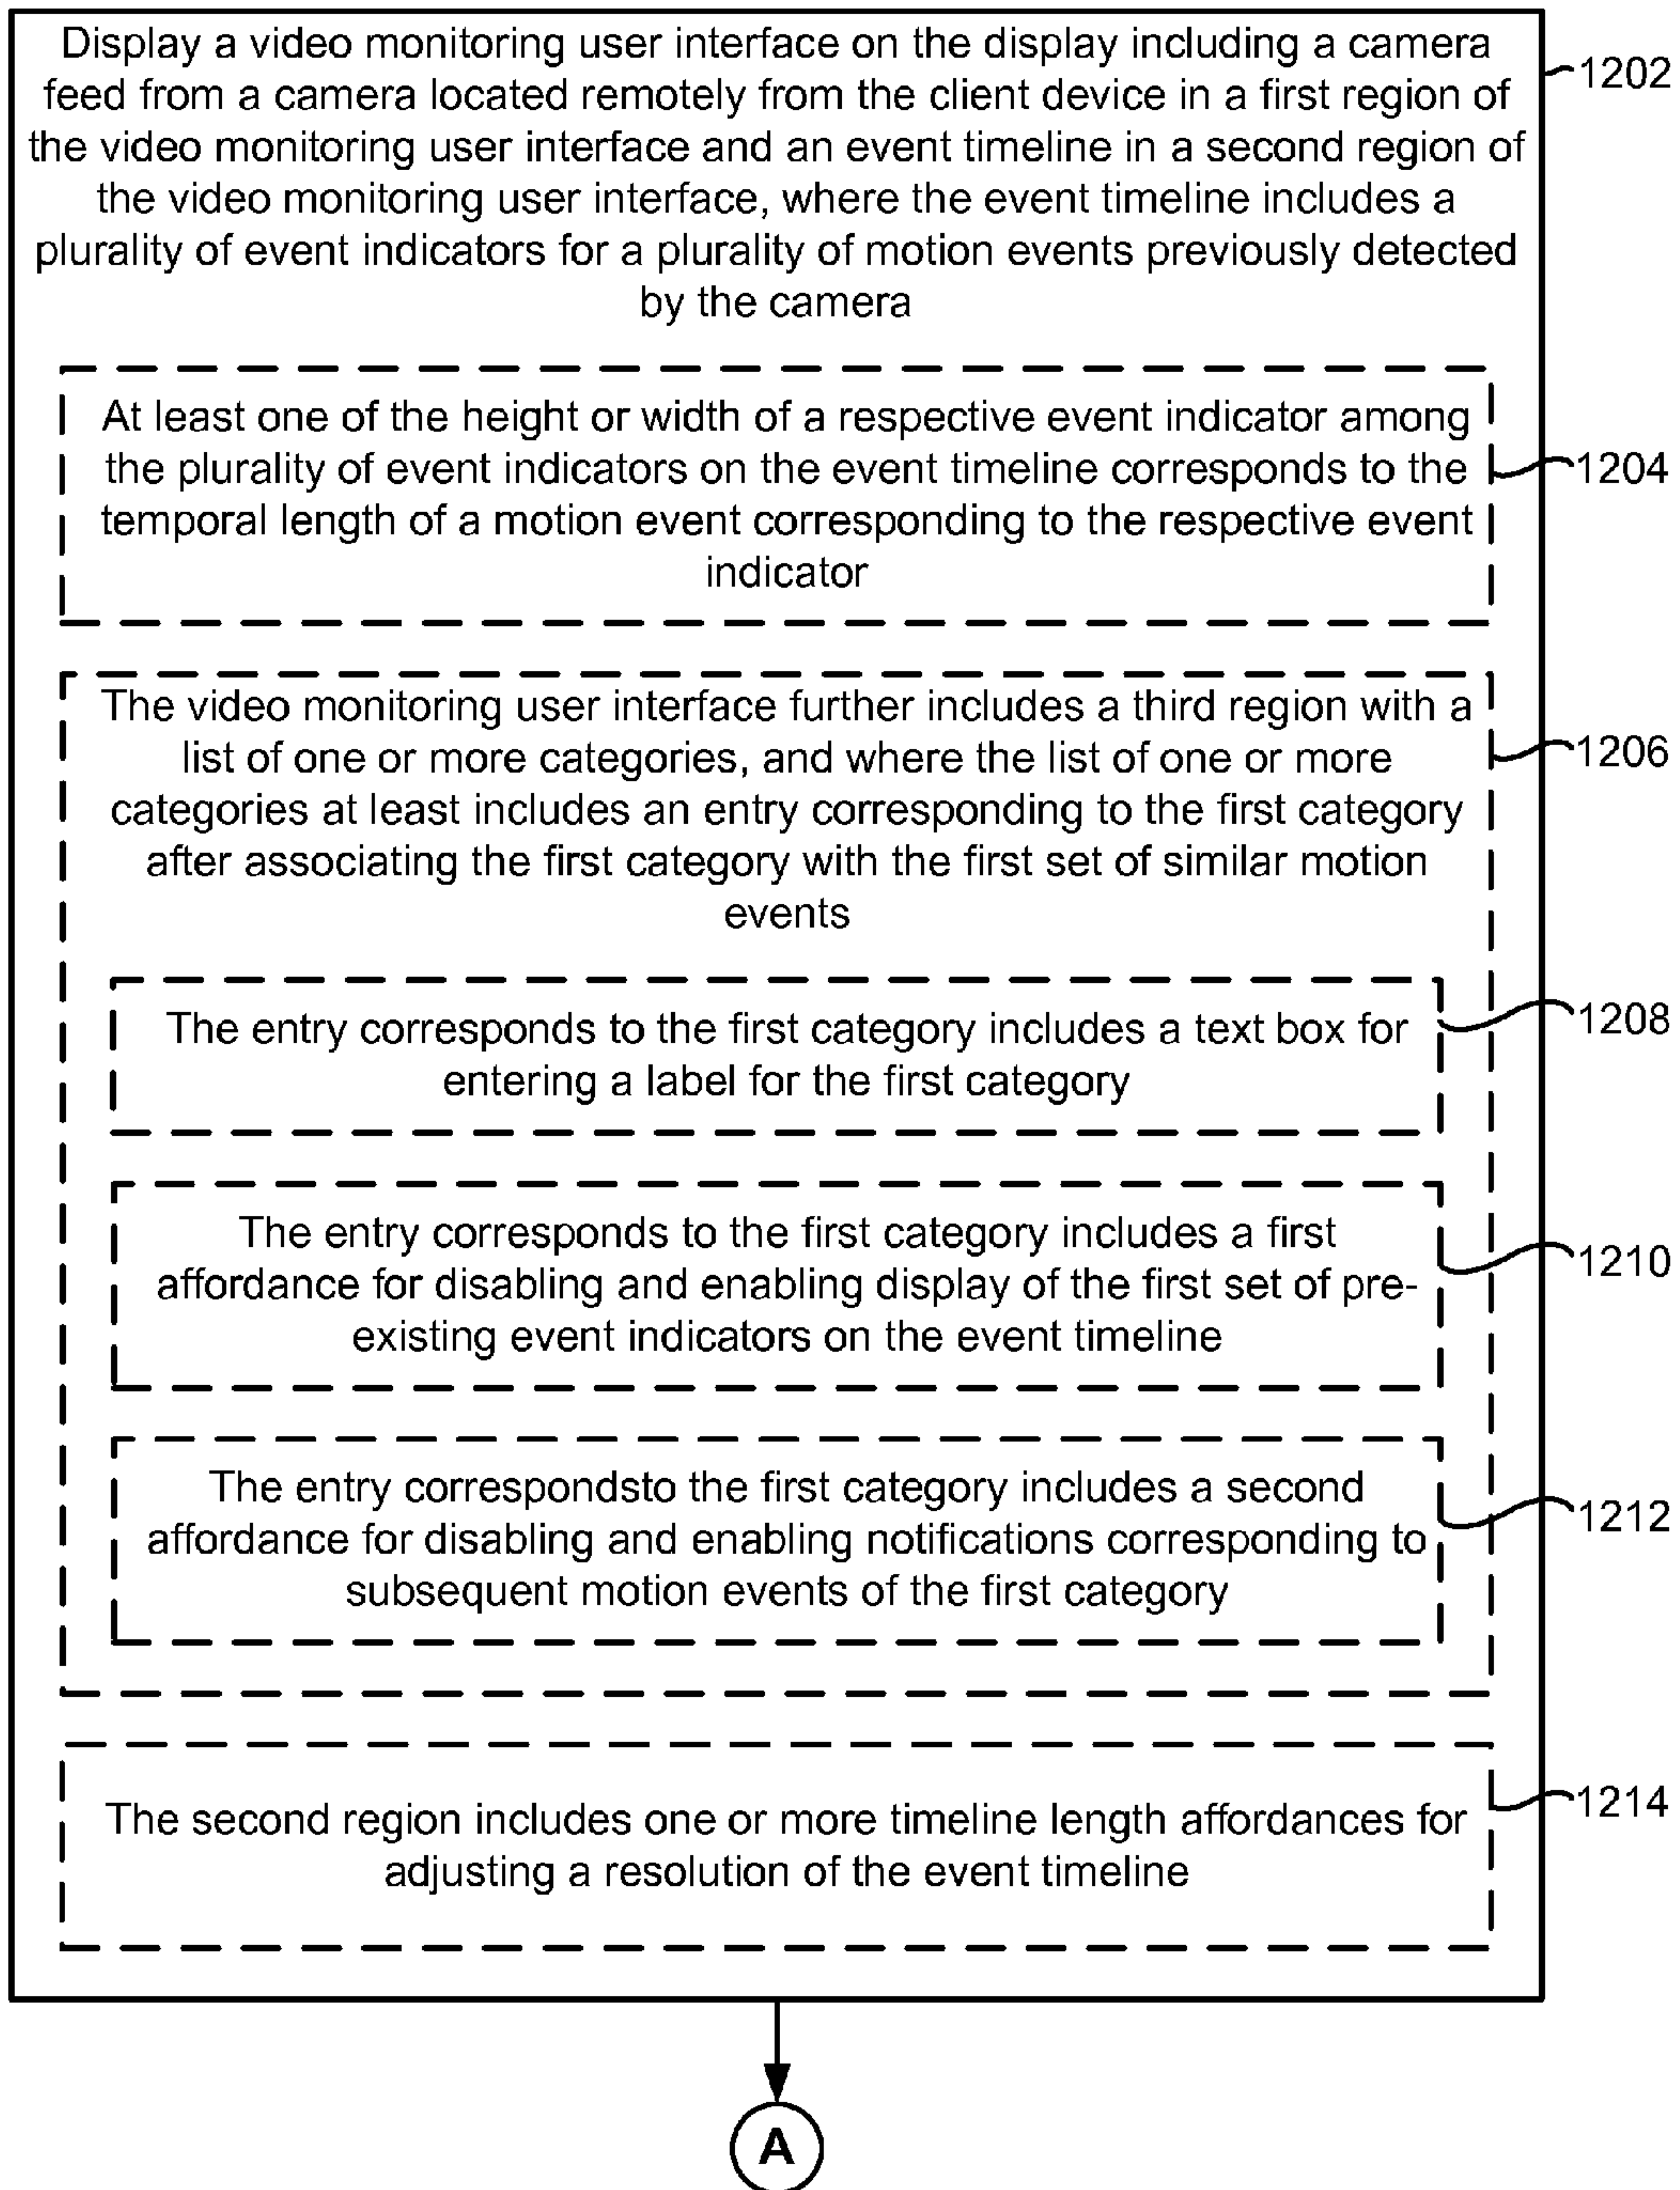 Display a video monitoring user interface on the display including a camera
feed from a camera located remotely from the client device in a first region of
the video monitoring user interface and an event timeline in a second region of
the video monitoring user interface, where the event timeline includes a
plurality of event indicators for a plurality of motion events previously detected
by the camera
1202
At least one of the height or width of a respective event indicator among
the plurality of event indicators on the event timeline corresponds to the
temporal length of a motion event corresponding to the respective event
indicator
1204
The video monitoring user interface further includes a third region with a
list of one or more categories, and where the list of one or more
categories at least includes an entry corresponding to the first category
after associating the first category with the first set of similar motion
events
1206
The entry corresponds to the first category includes a text box for
entering a label for the first category
1208
The entry corresponds to the first category includes a first
affordance for disabling and enabling display of the first set of pre-
existing event indicators on the event timeline
1210
The entry correspondsto the first category includes a second
affordance for disabling and enabling notifications corresponding to
subsequent motion events of the first category
1212
The second region includes one or more timeline length affordances for
adjusting a resolution of the event timeline
1214
A